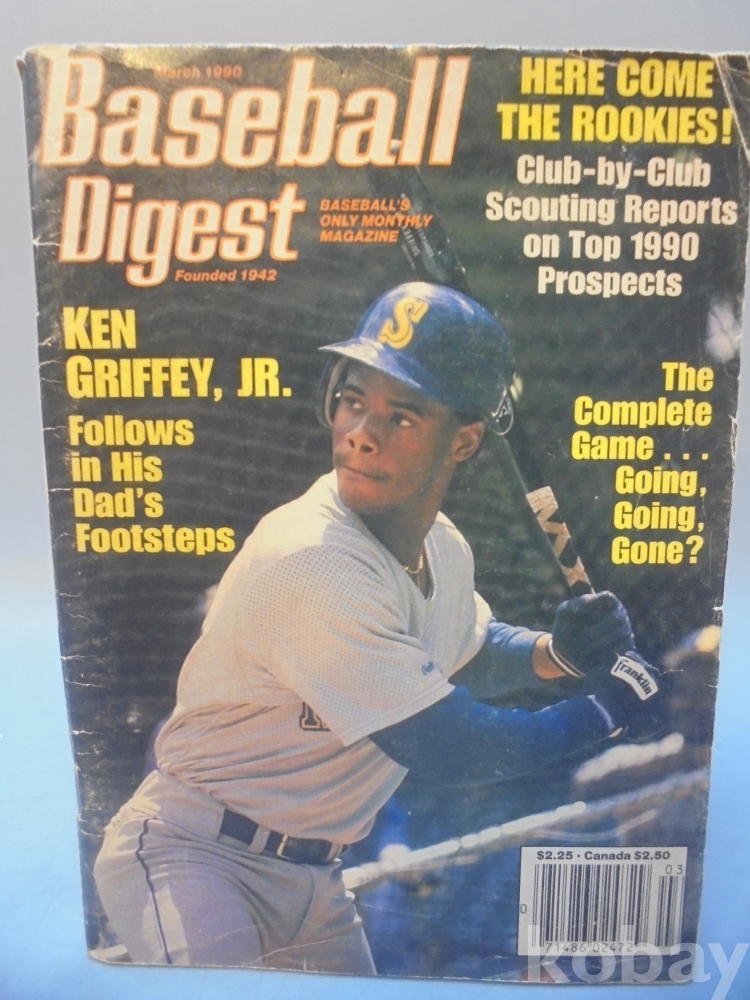 March 1990
Baseball
Digest
BASEBALL'S
ONLY MONTHLY
MAGAZINE
Founded 1942
HERE COME
THE ROOKIES!
Club-by-Club
Scouting Reports
on Top 1990
Prospects
KEN
GRIFFEY, JR.
Follows
in His
Dad's
Footsteps
The
Complete
Game . . .
Going,
Going,
Gone?
S
Franklin
$2.25 · Canada $2.50
03
0
71486 02472
kobay